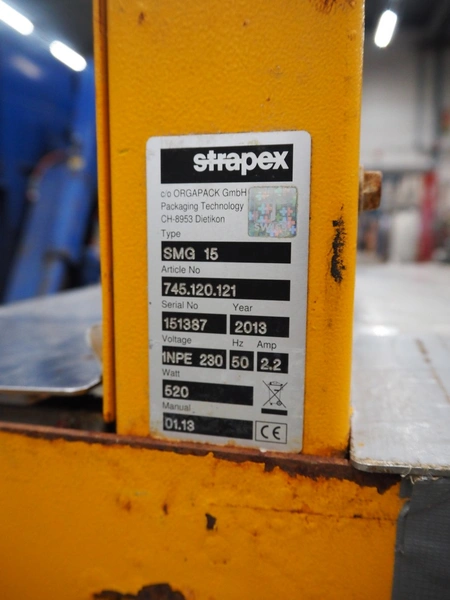 strapex
c/o ORGAPACK GmbH
Packaging Technology
CH-8953 Dietikon
Type
SMG 15
Article No
745.120.121
Serial No Year
151387 2013
Voltage Hz Amp
1NPE 230 50 2.2
Watt
520
Manual
01.13 CE